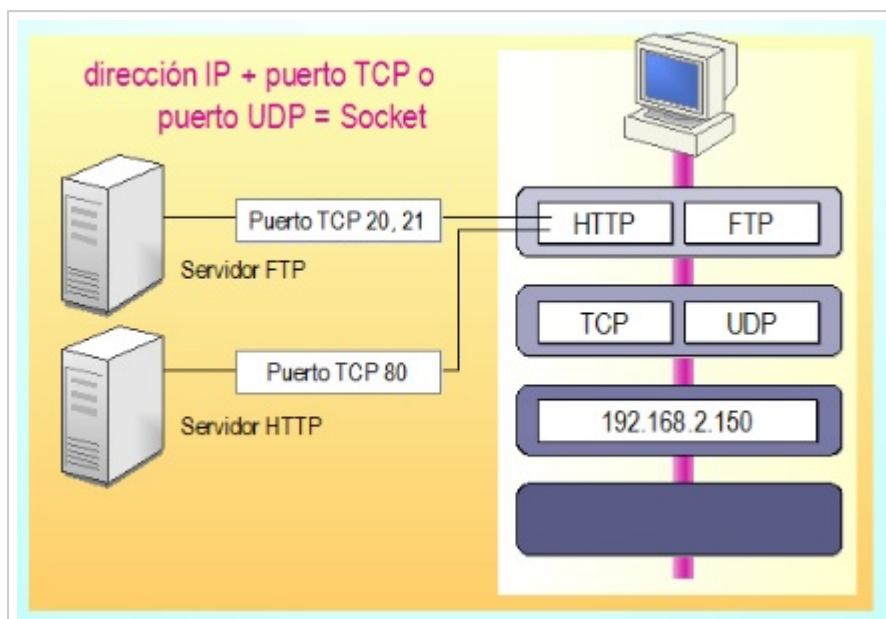 dirección IP + puerto TCP o
puerto UDP = Socket
Puerto TCP 20, 21
Servidor FTP
Puerto TCP 80
Servidor HTTP
HTTP
FTP
TCP
UDP
192.168.2.150